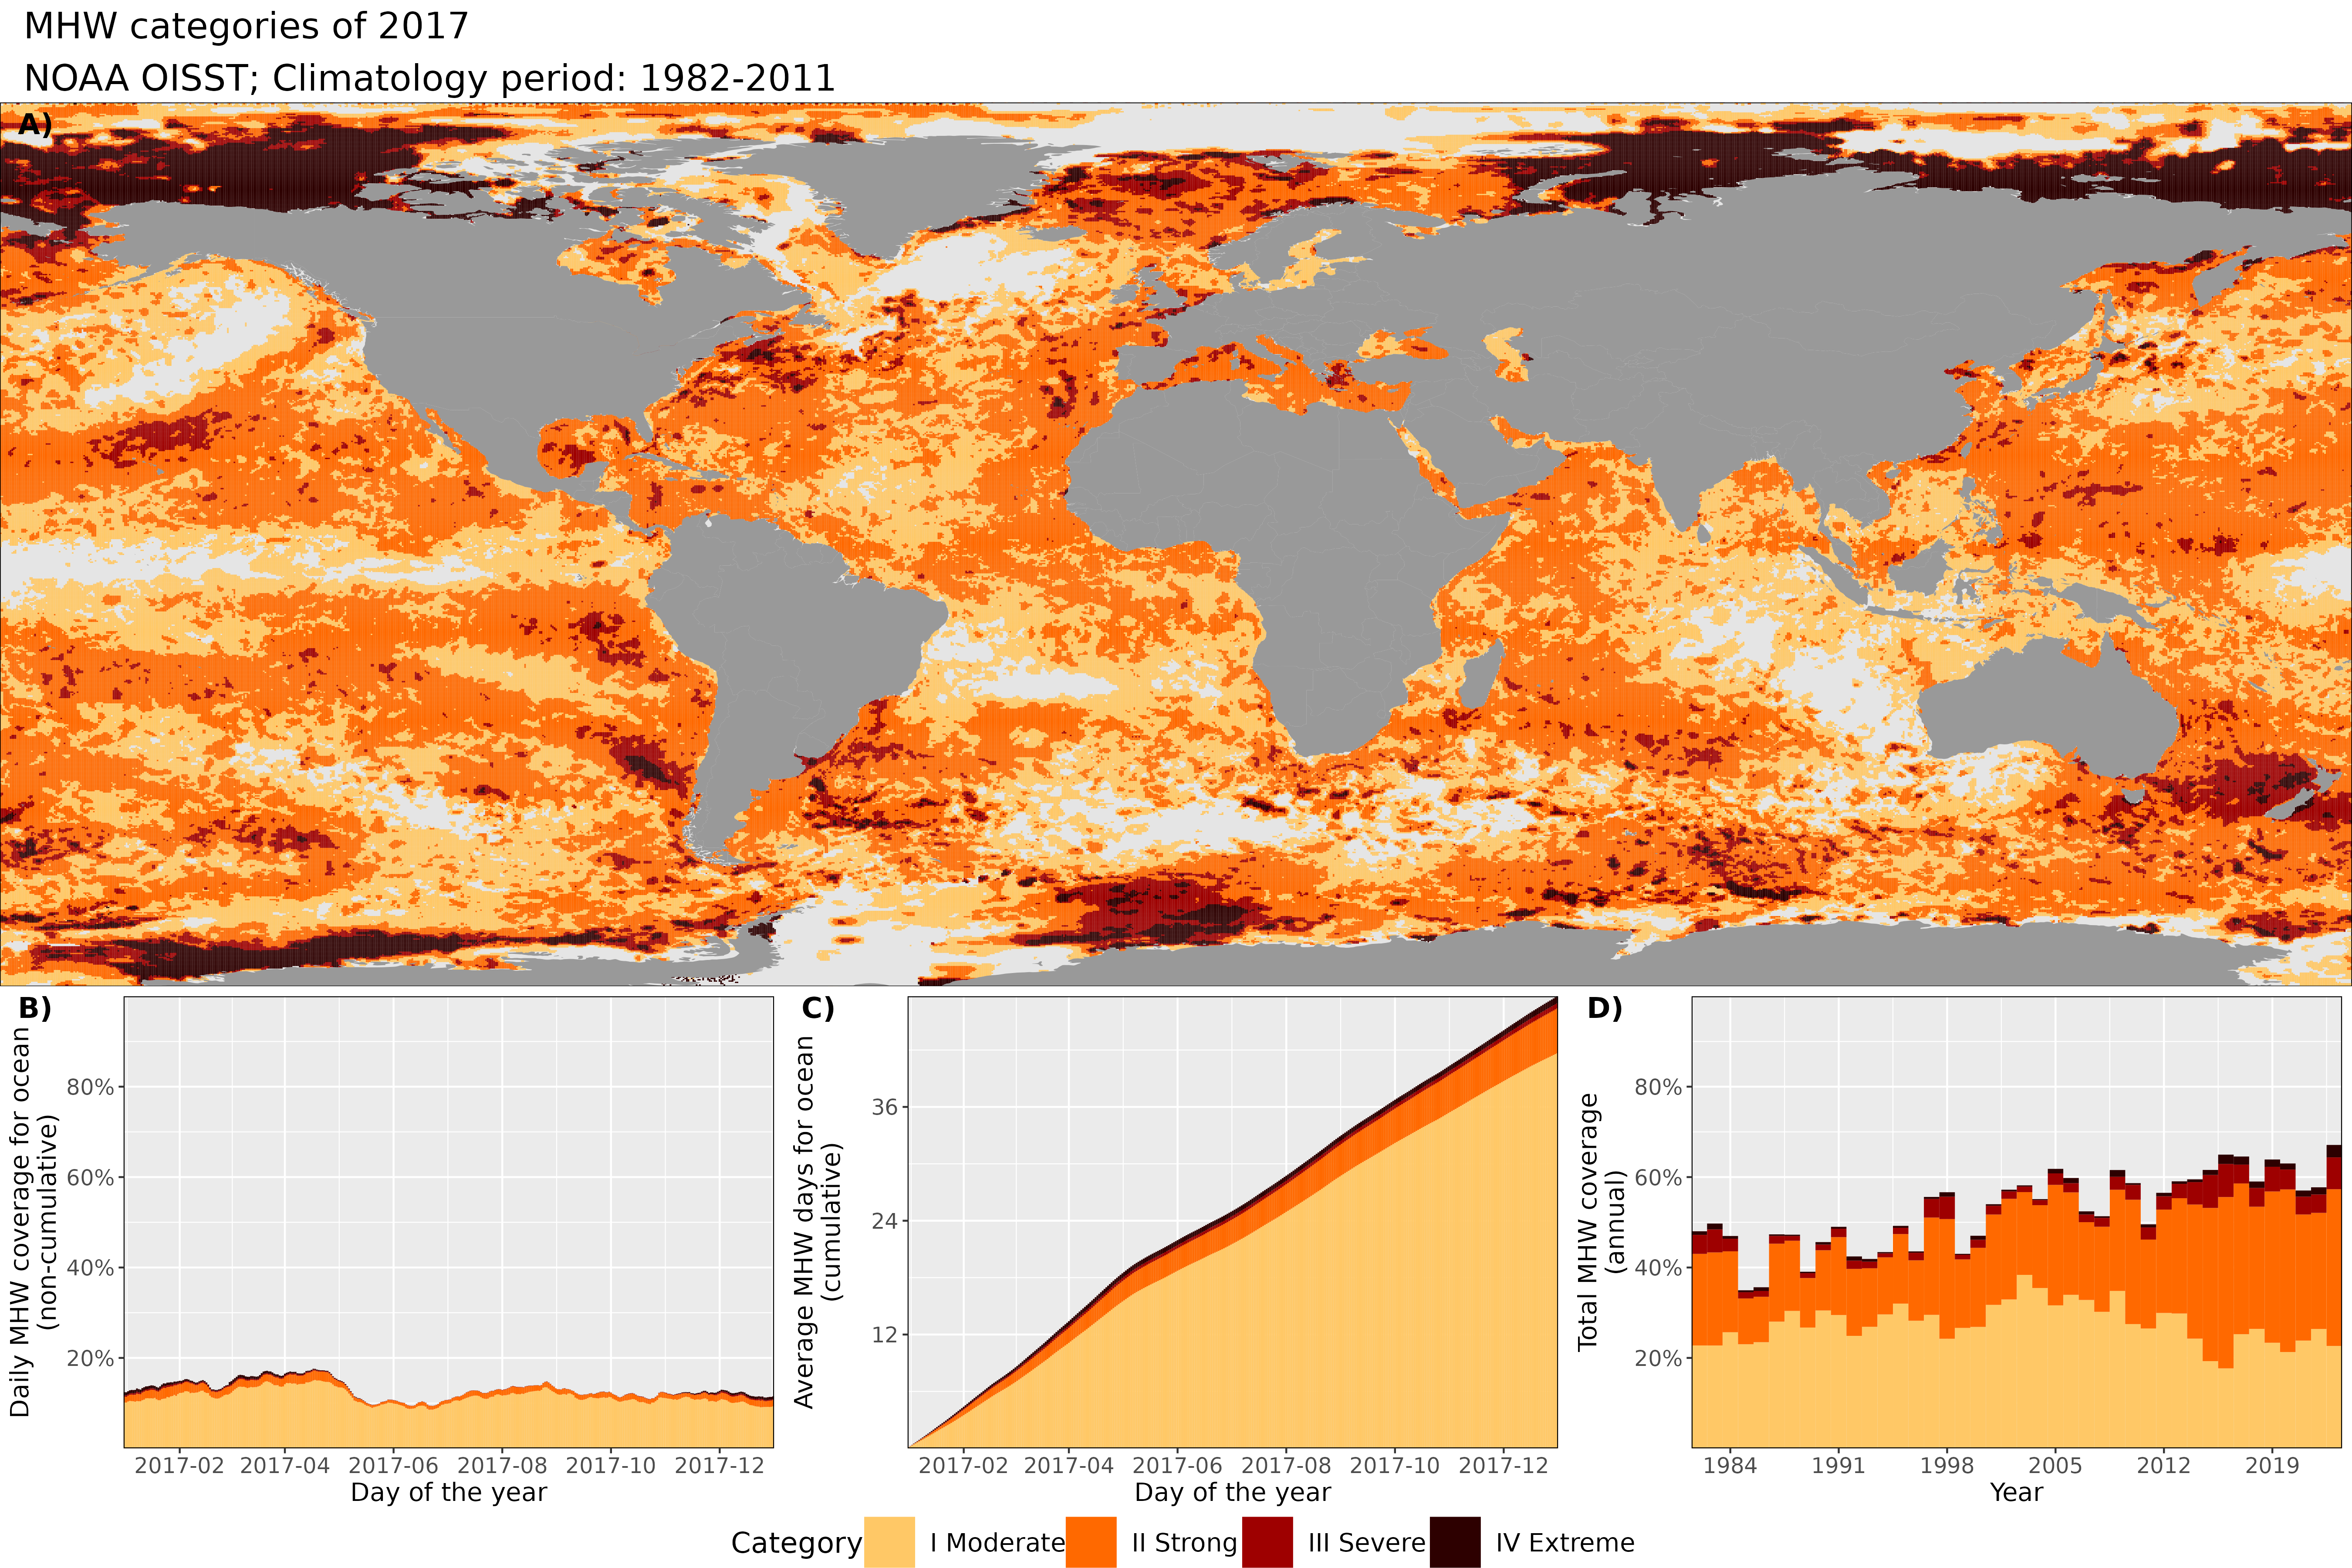 MHW categories of 2017
NOAA OISST; Climatology period: 1982-2011
A)
B)
Daily MHW coverage for ocean
(non-cumulative)
80%
60%
40%
20%
2017-02 2017-04 2017-06 2017-08 2017-10 2017-12
Day of the year
C)
Average MHW days for ocean
(cumulative)
36
24
12
2017-02 2017-04 2017-06 2017-08 2017-10 2017-12
Day of the year
D)
Total MHW coverage
(annual)
80%
60%
40%
20%
1984 1991 1998 2005 2012 2019
Year
Category I Moderate II Strong III Severe IV Extreme